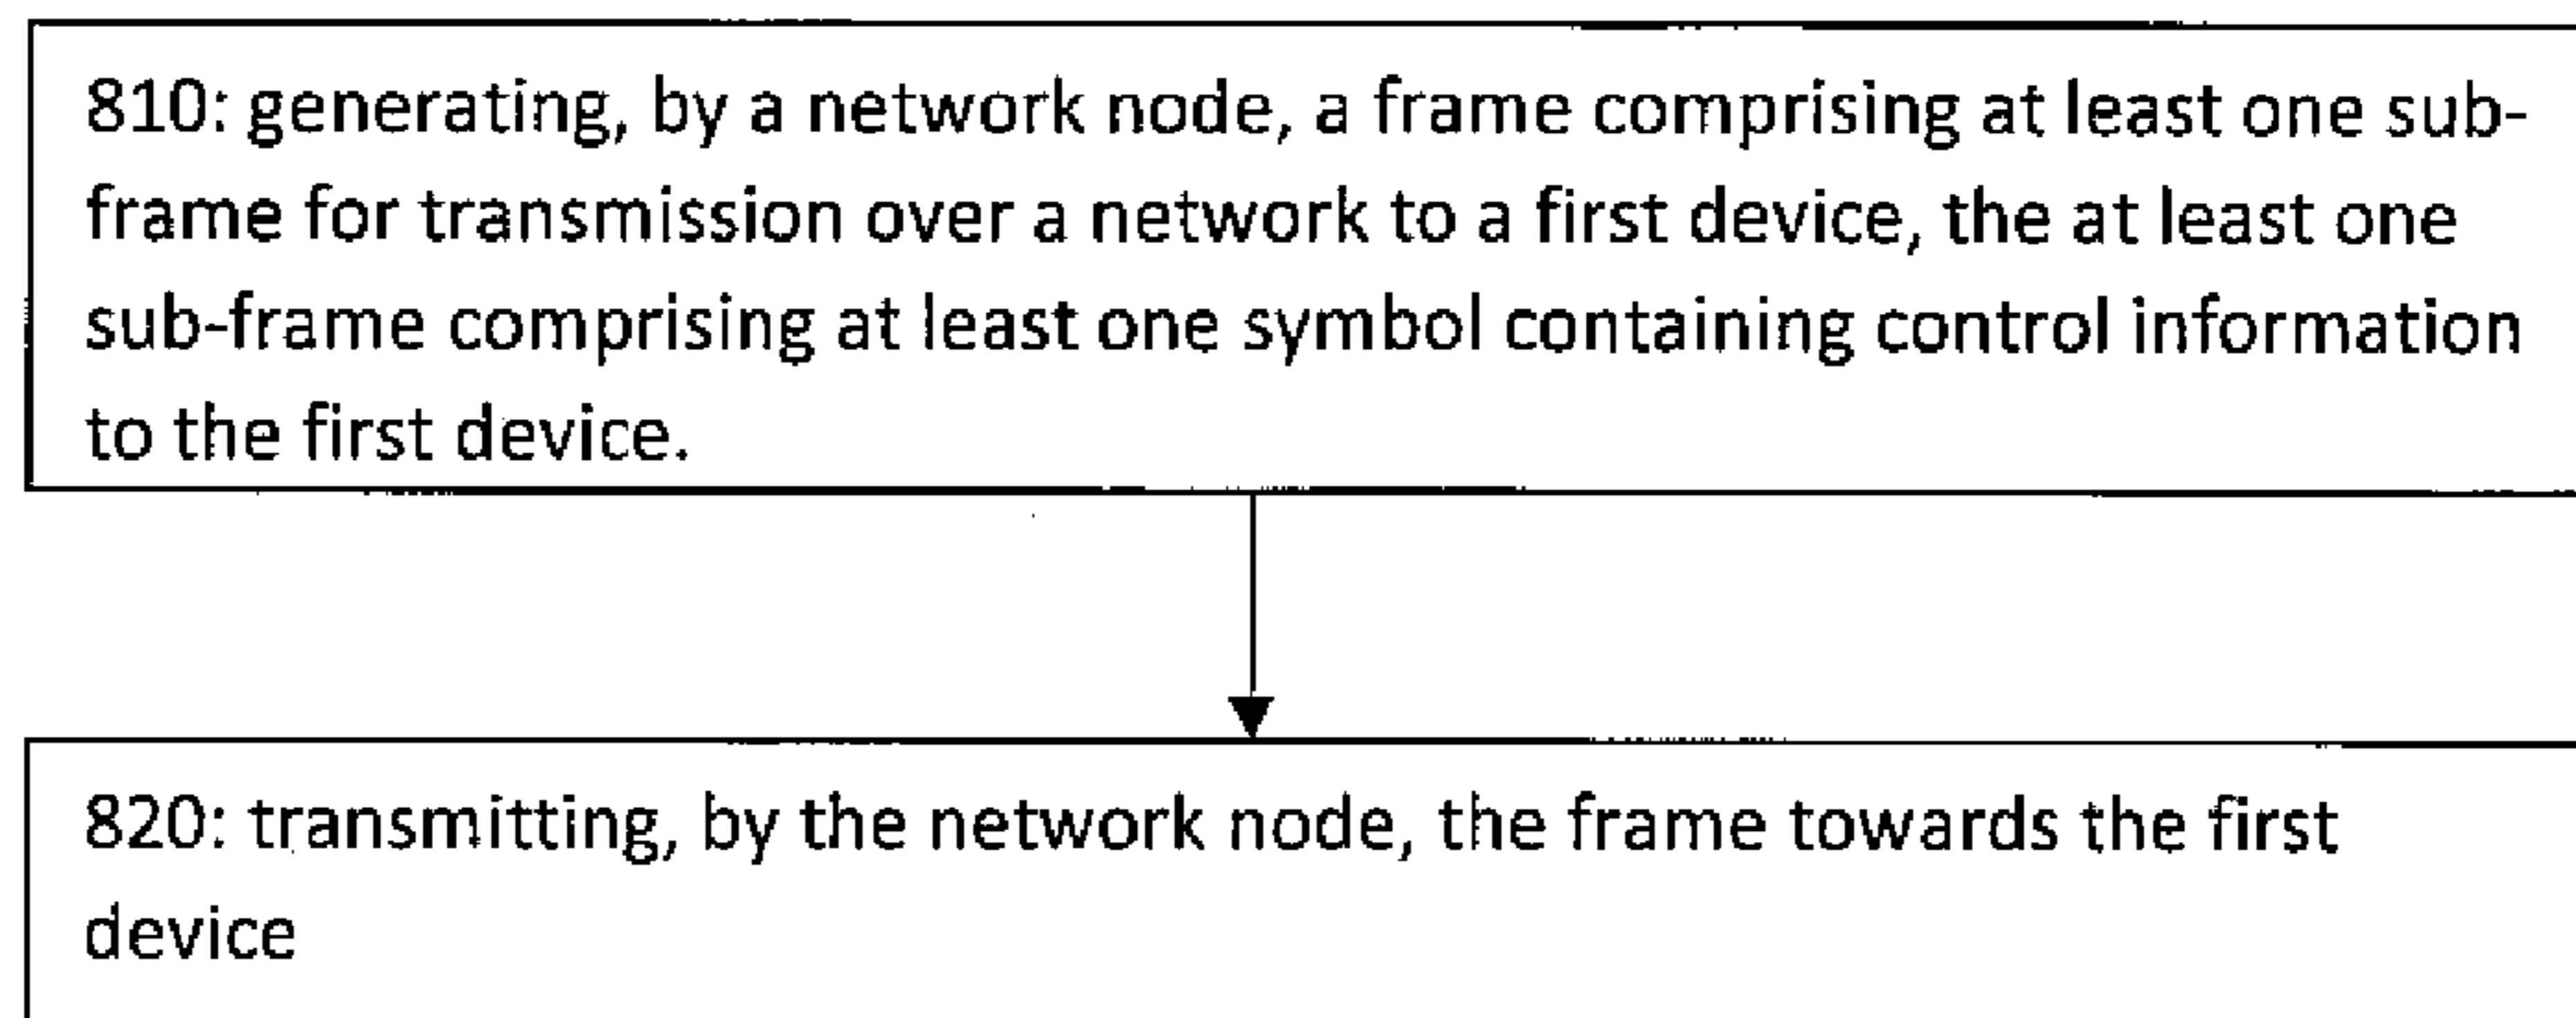 810: generating, by a network node, a frame comprising at least one sub-
frame for transmission over a network to a first device, the at least one
sub-frame comprising at least one symbol containing control information
to the first device.
820: transmitting, by the network node, the frame towards the first
device